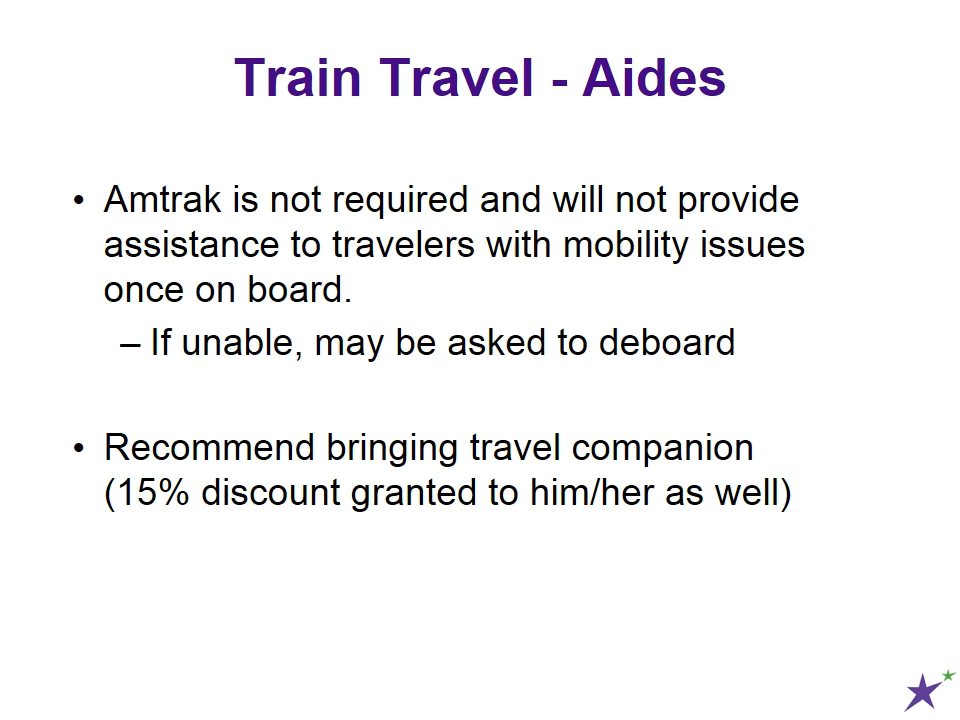 Train Travel - Aides
• Amtrak is not required and will not provide
assistance to travelers with mobility issues
once on board.
– If unable, may be asked to deboard
• Recommend bringing travel companion
(15% discount granted to him/her as well)